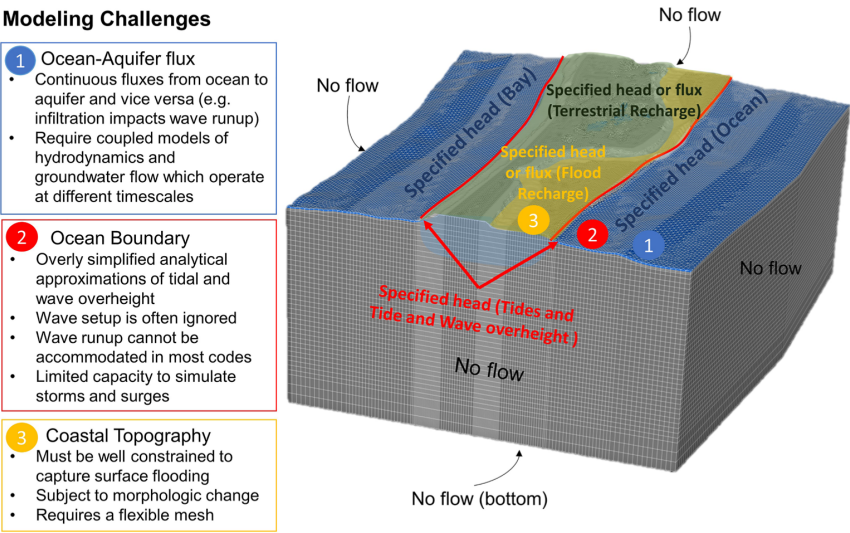 Modeling Challenges
1 Ocean-Aquifer flux
• Continuous fluxes from ocean to
aquifer and vice versa (e.g.
infiltration impacts wave runup)
• Require coupled models of
hydrodynamics and
groundwater flow which operate
at different timescales
2 Ocean Boundary
• Overly simplified analytical
approximations of tidal and
wave overheight
• Wave setup is often ignored
• Wave runup cannot be
accommodated in most codes
• Limited capacity to simulate
storms and surges
3 Coastal Topography
• Must be well constrained to
capture surface flooding
• Subject to morphologic change
• Requires a flexible mesh
No flow
No flow
Specified head (Bay)
Specified head or flux
(Terrestrial Recharge)
Specified head
or flux (Flood
Recharge)
Specified head (Ocean)
3
2
1
No flow
Specified head (Tides and
Tide and Wave overheight )
No flow
No flow (bottom)